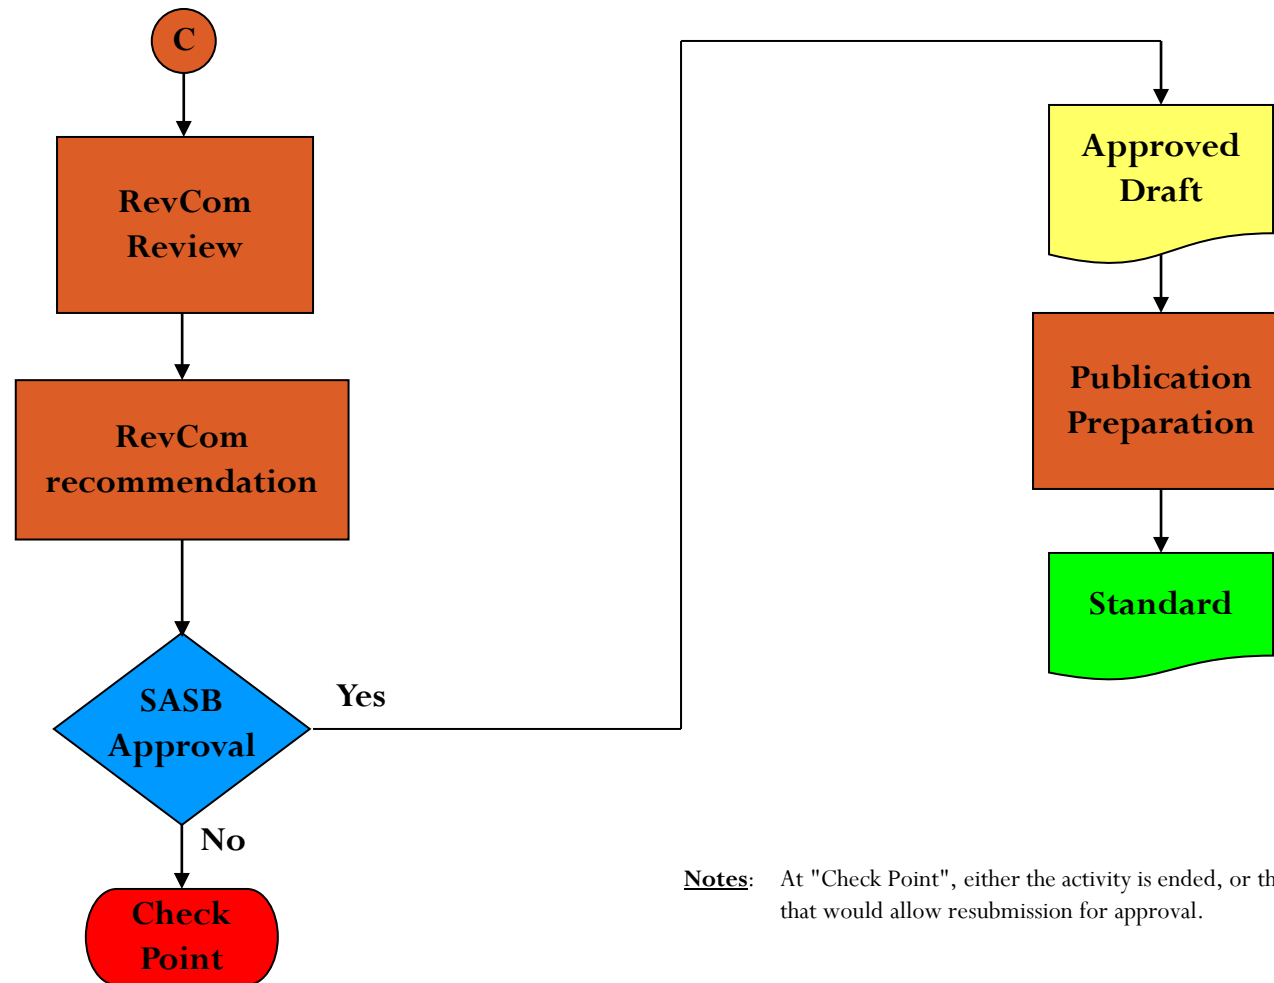 C
RevCom
Review
RevCom
recommendation
SASB
Approval
Yes
No
Check
Point
Approved
Draft
Publication
Preparation
Standard
Notes: At "Check Point", either the activity is ended, or
that would allow resubmission for approval.